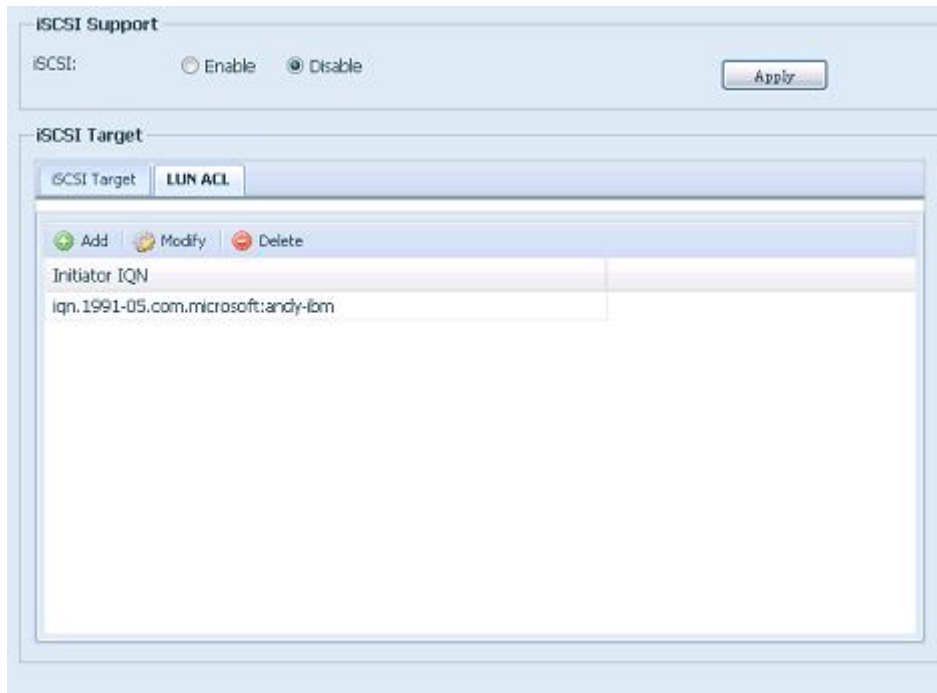 iSCSI Support
iSCSI: Enable Disable Apply
iSCSI Target
iSCSI Target LUN ACL
Add Modify Delete
Initiator IQN
iqn.1991-05.com.microsoft:andy-ibm